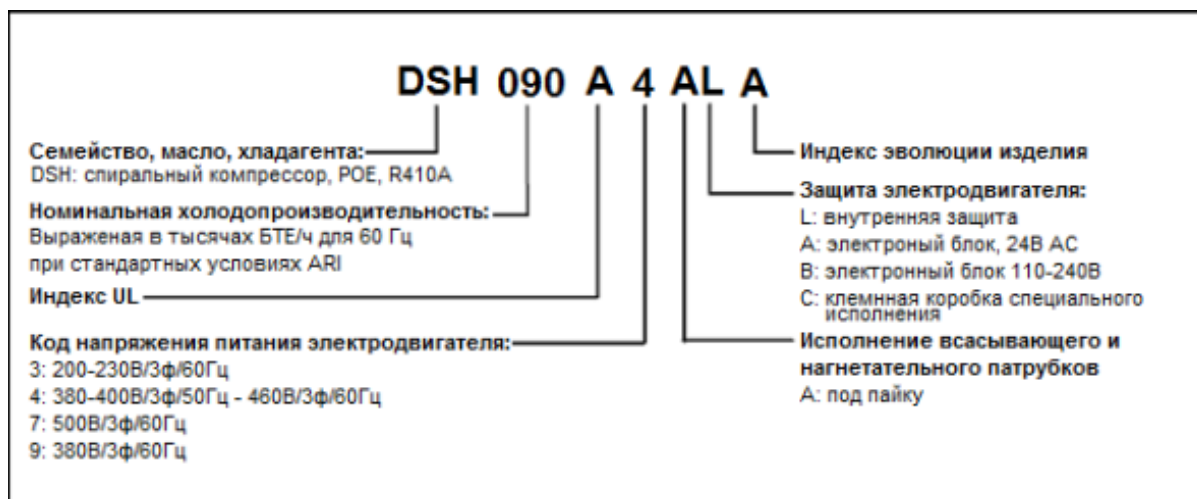 DSH 090 A 4 AL A
Семейство, масло, хладагента:
DSH: спиральный компрессор, POE, R410A
Номинальная холодопроизводительность:
Выраженая в тысячах БТЕ/ч для 60 Гц
при стандартных условиях ARI
Индекс UL
Код напряжения питания электродвигателя:
3: 200-230В/3ф/60Гц
4: 380-400В/3ф/50Гц - 460В/3ф/60Гц
7: 500В/3ф/60Гц
9: 380В/3ф/60Гц
Индекс эволюции изделия
Защита электродвигателя:
L: внутренняя защита
A: электроный блок, 24В AC
B: электронный блок 110-240В
C: клемнная коробка специального
исполнения
Исполнение всасывающего и
нагнетательного патрубков
A: под пайку